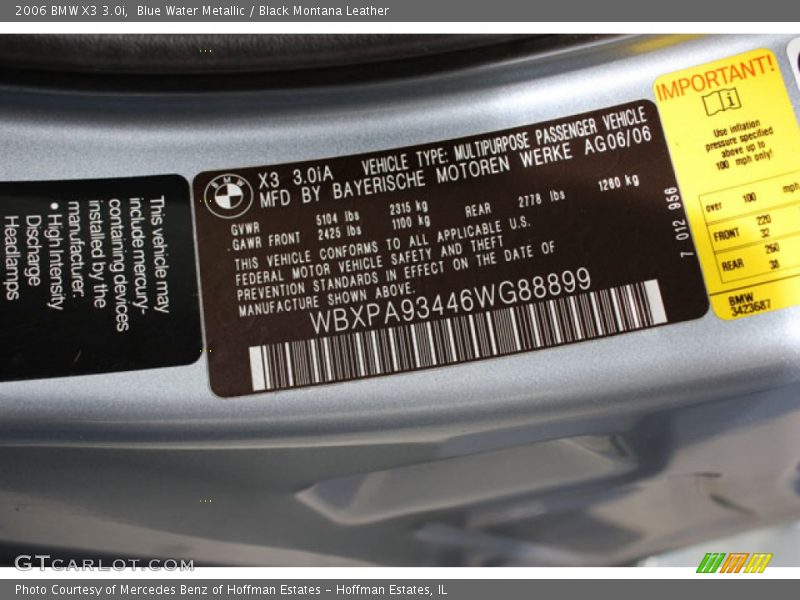 2006 BMW X3 3.0i,  Blue Water Metallic / Black Montana Leather
This vehicle may
include mercury-
containing devices
installed by the
manufacturer:
• High Intensity
Discharge
Headlamps
BMW
X3 3.0iA VEHICLE TYPE: MULTIPURPOSE PASSENGER VEHICLE
MFD BY BAYERISCHE MOTOREN WERKE AG06/06
GVWR 5104 lbs 2315 kg
GAWR FRONT 2425 lbs 1100 kg REAR 2778 lbs 1260 kg
THIS VEHICLE CONFORMS TO ALL APPLICABLE U.S.
FEDERAL MOTOR VEHICLE SAFETY AND THEFT
PREVENTION STANDARDS IN EFFECT ON THE DATE OF
MANUFACTURE SHOWN ABOVE.
WBXPA93446WG88899
7 012 956
IMPORTANT!
i
Use inflation
pressure specified
above up to
100 mph only!
over 100 mph
FRONT 220 32
REAR 260 38
BMW
3423687
GTCARLOT.COM
Photo Courtesy of Mercedes Benz of Hoffman Estates - Hoffman Estates, IL